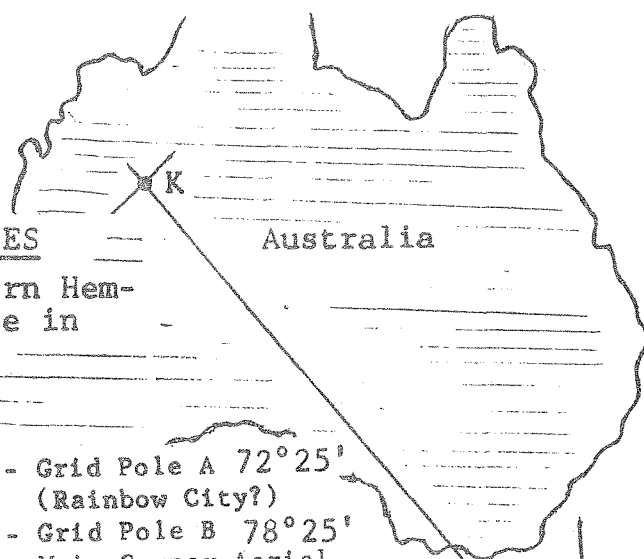 K
Australia
ES
rn Hem-
e in
- Grid Pole A 72°25'
(Rainbow City?)
- Grid Pole B 78°25'